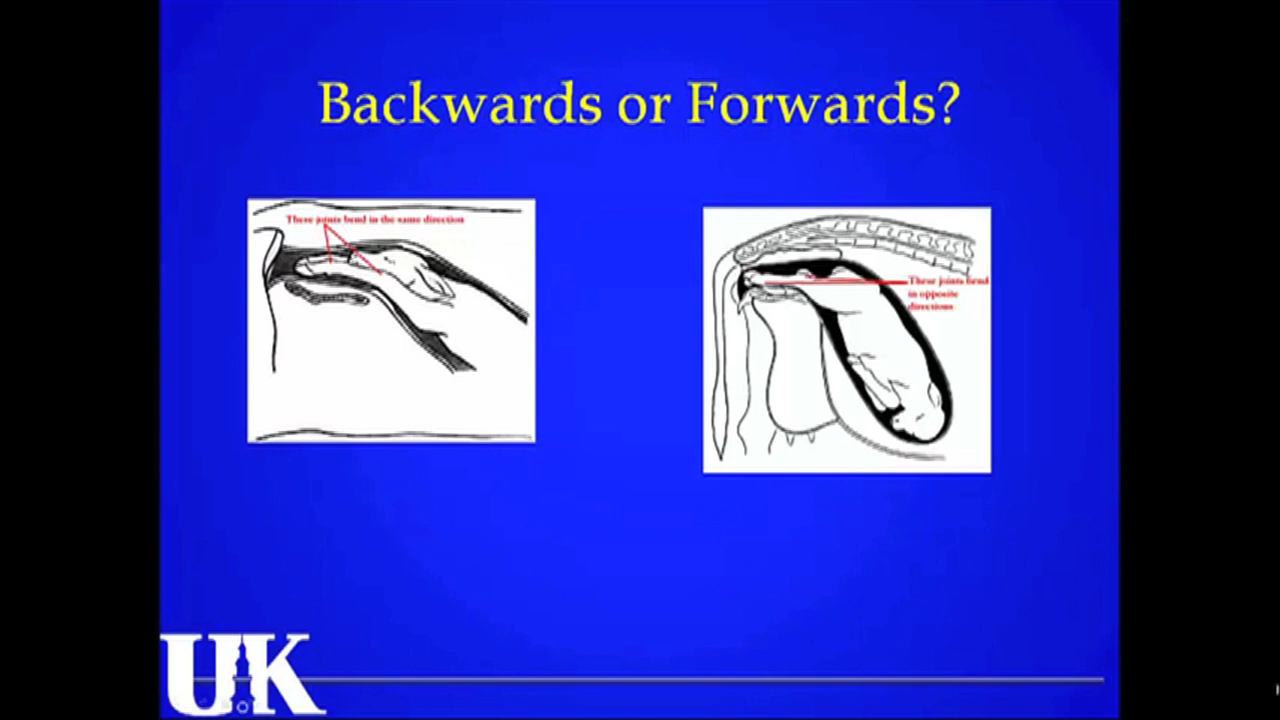 Backwards or Forwards?
These joints bend in the same direction
These joints bend
in opposite
directions
UK